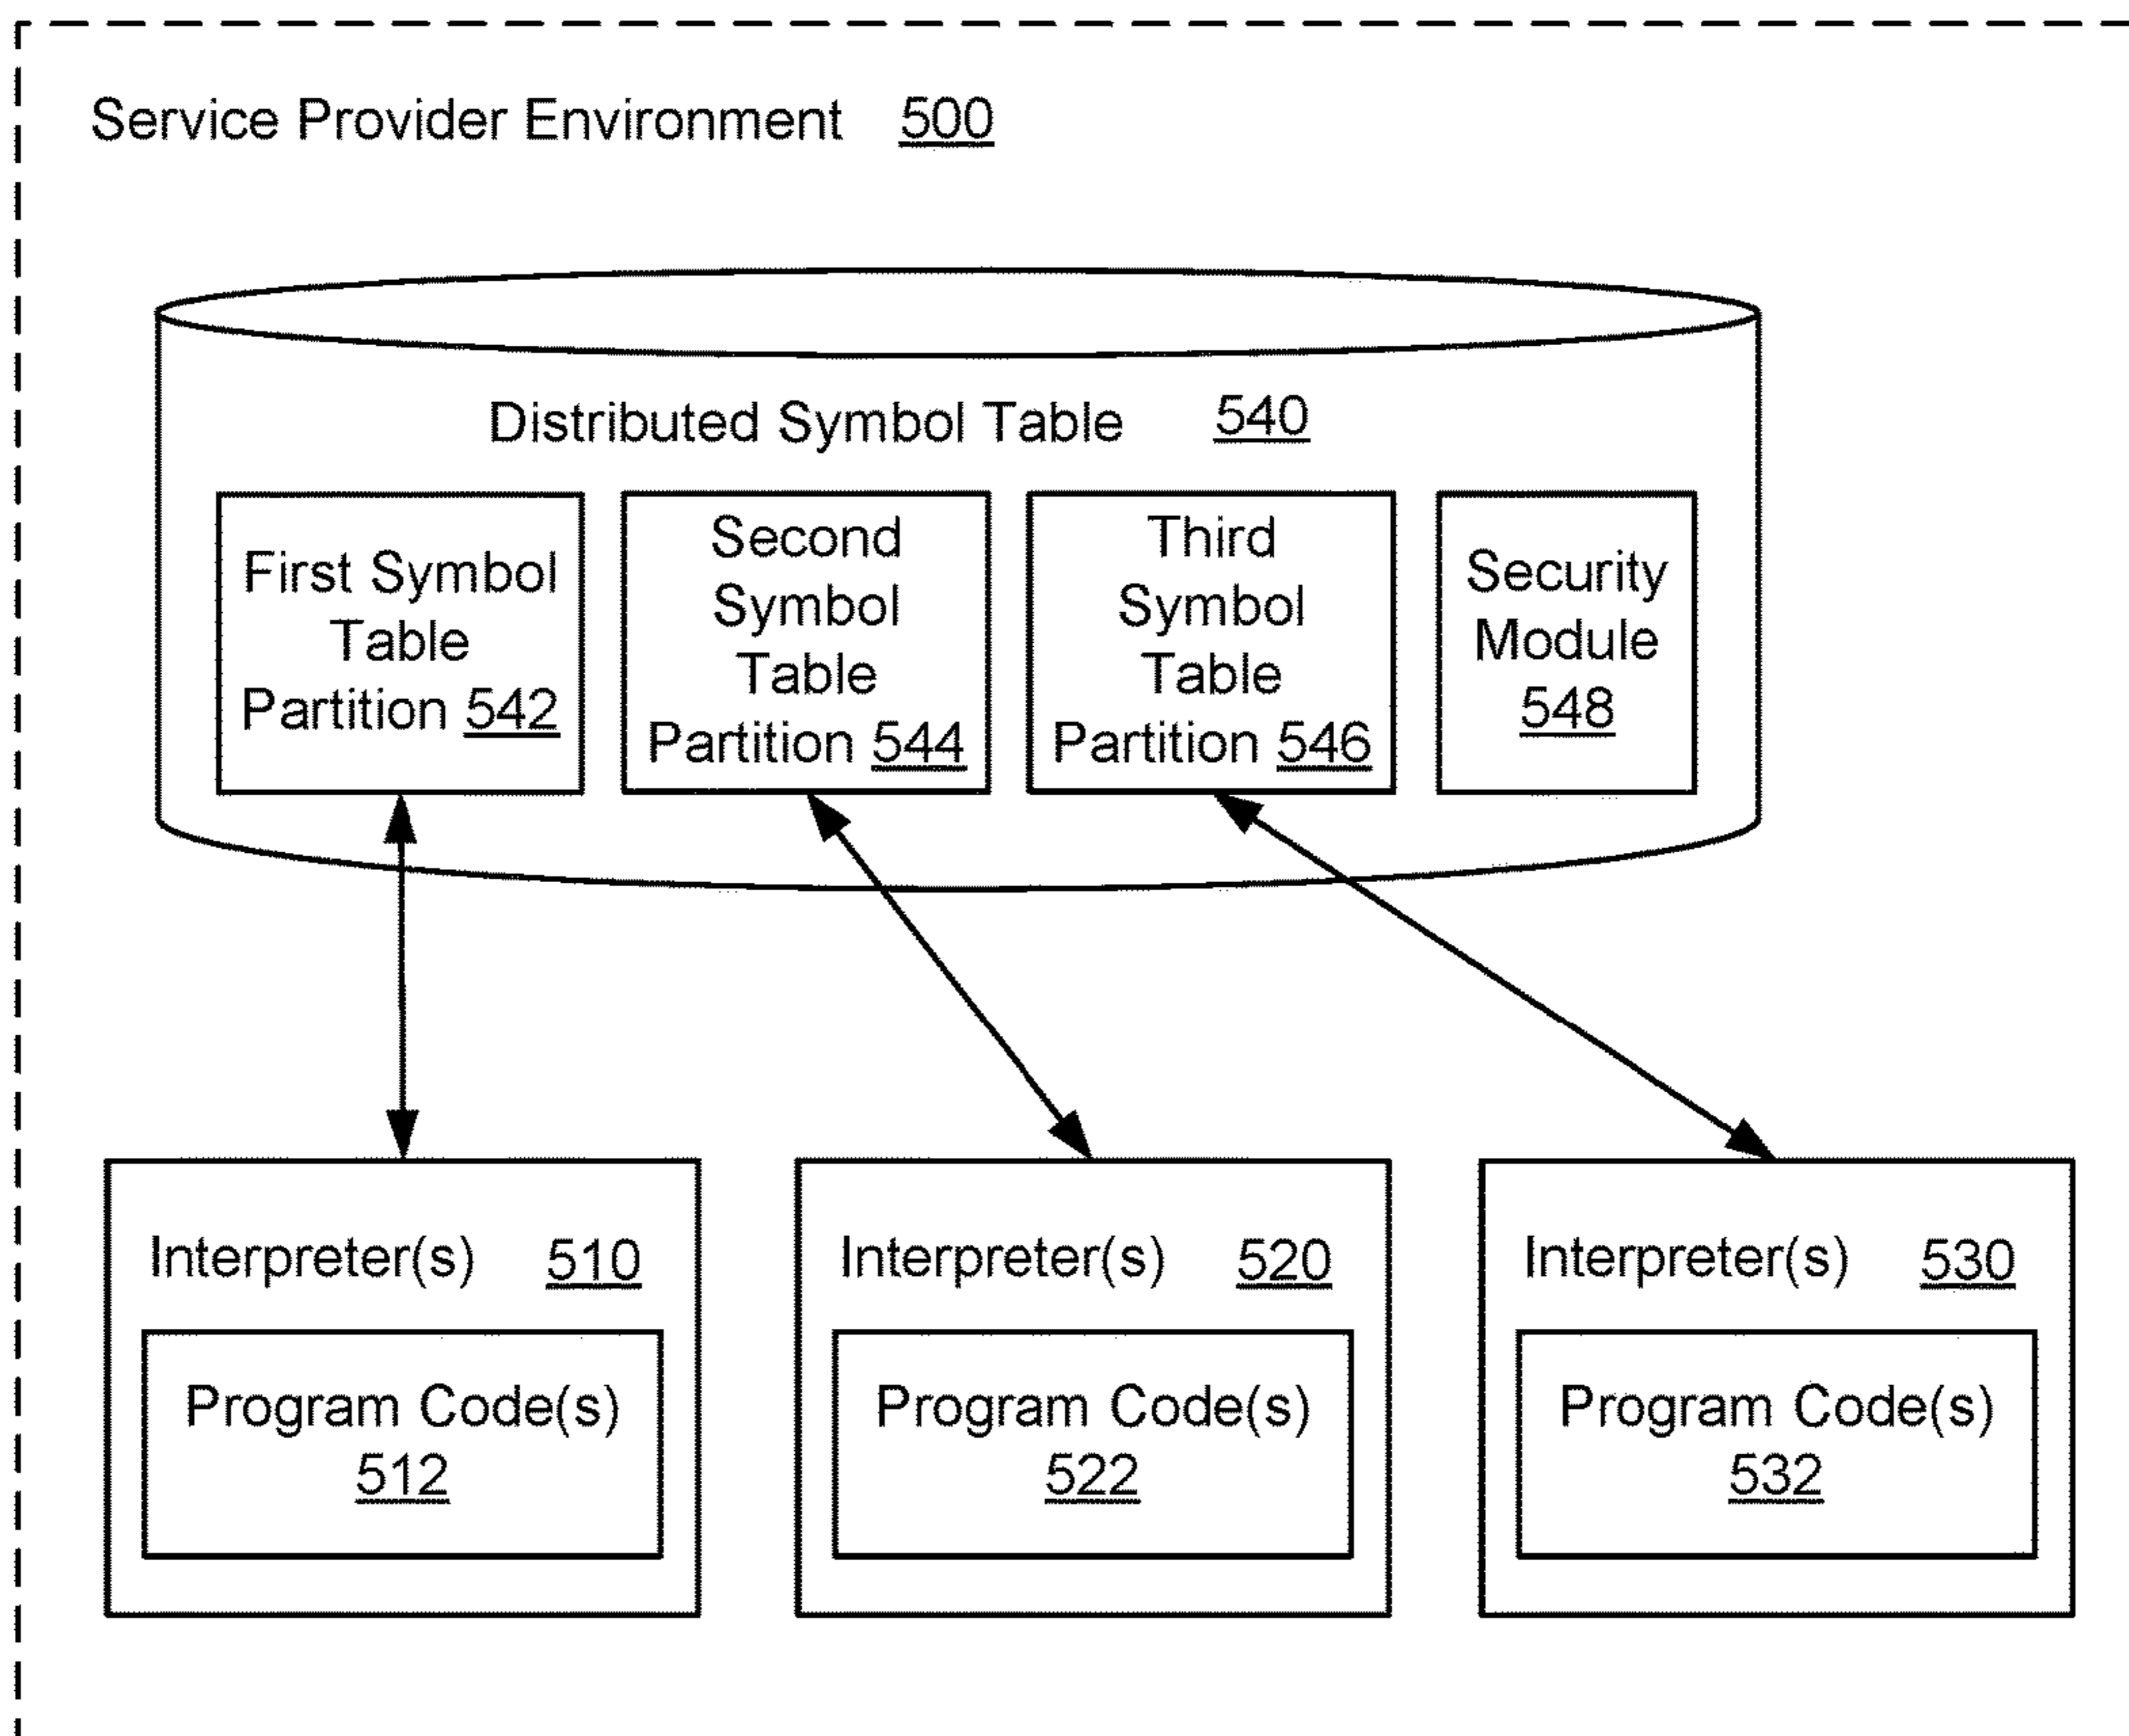 Service Provider Environment 500
Distributed Symbol Table 540
First Symbol
Table
Partition 542
Second
Symbol
Table
Partition 544
Third
Symbol
Table
Partition 546
Security
Module
548
Interpreter(s) 510
Program Code(s)
512
Interpreter(s) 520
Program Code(s)
522
Interpreter(s) 530
Program Code(s)
532